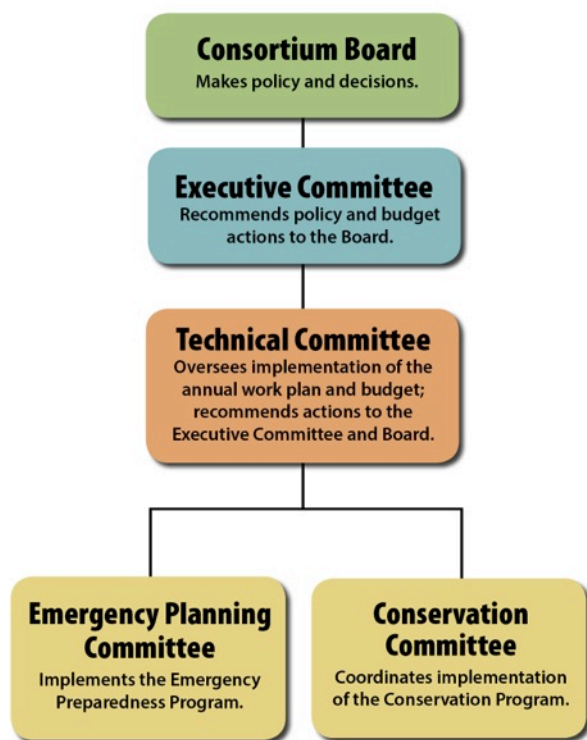 Consortium Board
Makes policy and decisions.
Executive Committee
Recommends policy and budget
actions to the Board.
Technical Committee
Oversees implementation of the
annual work plan and budget;
recommends actions to the
Executive Committee and Board.
Emergency Planning
Committee
Implements the Emergency
Preparedness Program.
Conservation
Committee
Coordinates implementation
of the Conservation Program.